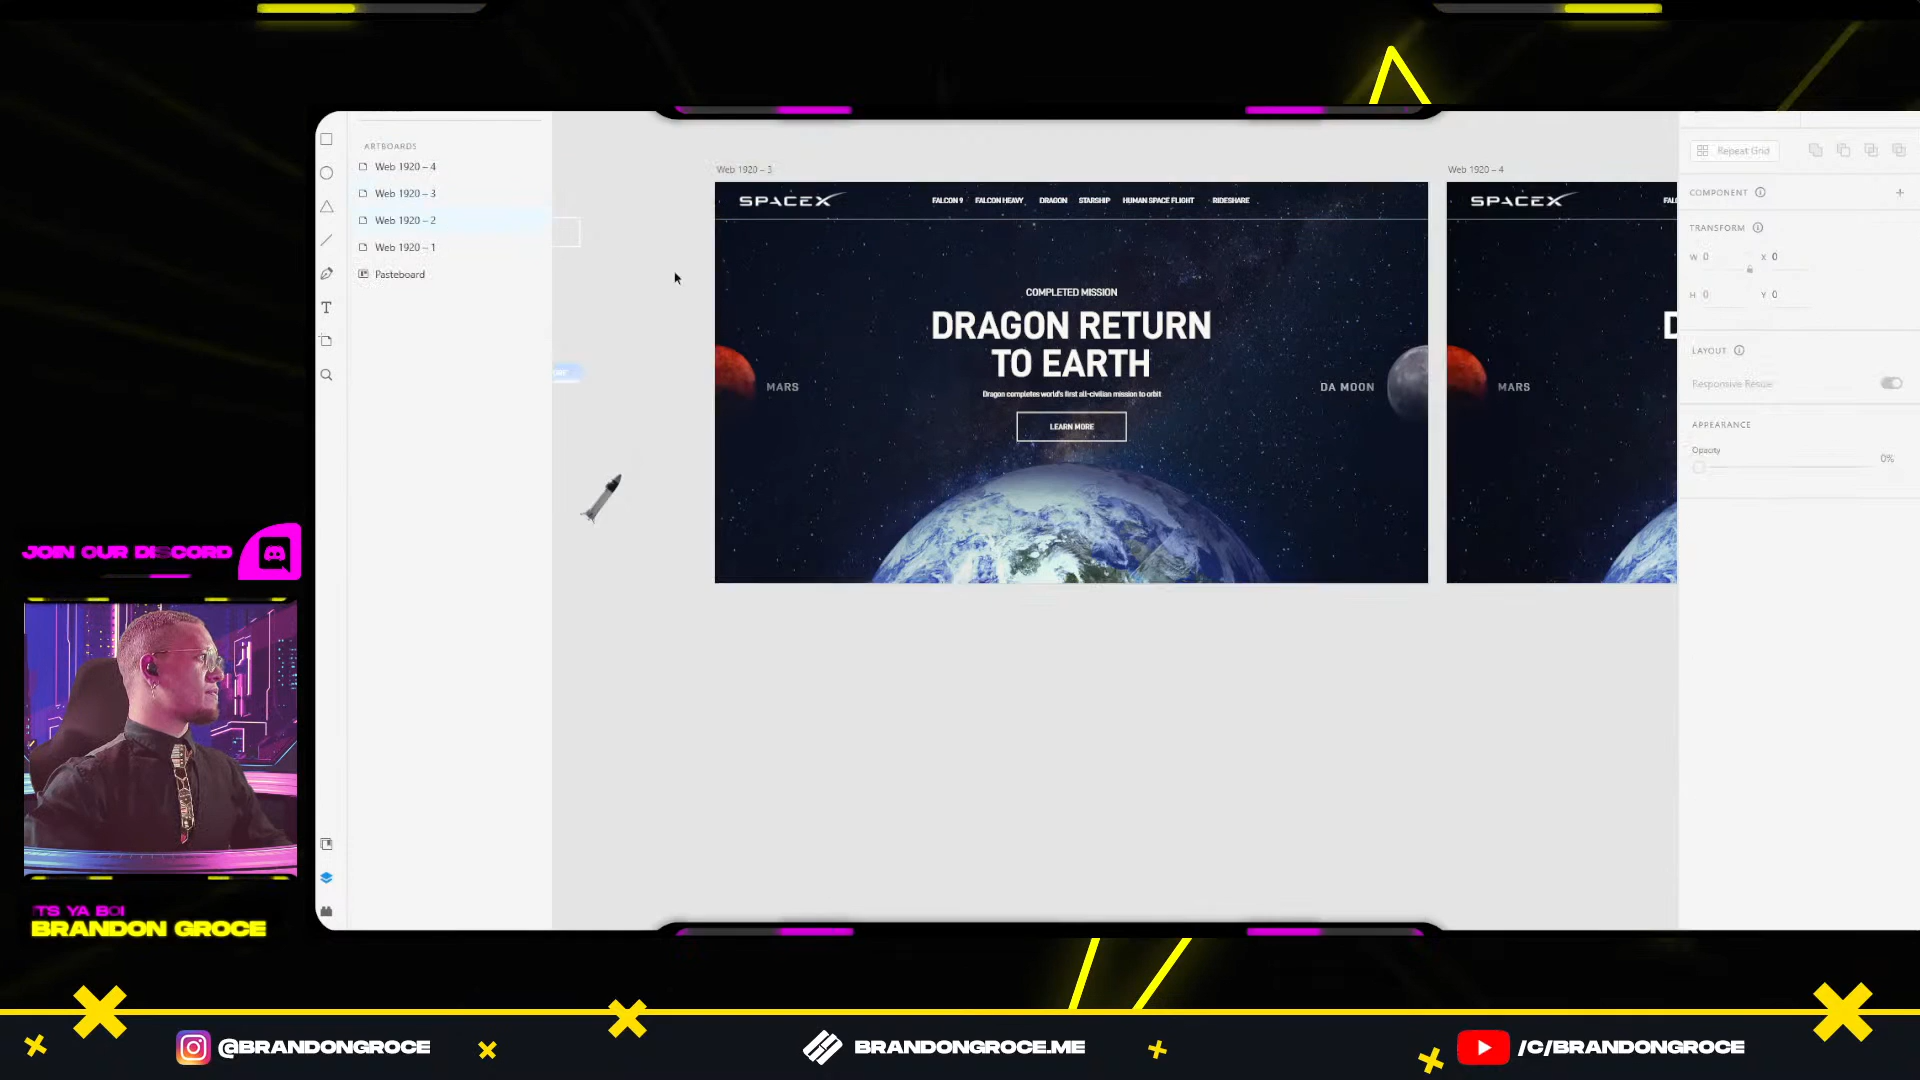 ARTBOARDS
Web 1920 – 4
Web 1920 – 3
Web 1920 – 2
Web 1920 – 1
Pasteboard
Web 1920 – 3
SPACEX
FALCON 9 FALCON HEAVY DRAGON STARSHIP HUMAN SPACE FLIGHT RIDESHARE
COMPLETED MISSION
DRAGON RETURN
TO EARTH
MARS
DA MOON
Dragon completes world's first all-civilian mission to orbit
LEARN MORE
Web 1920 – 4
SPACEX
FAL
D
MARS
Repeat Grid
COMPONENT
TRANSFORM
W 0 X 0
H 0 Y 0
LAYOUT
Responsive Resize
APPEARANCE
Opacity
0%
JOIN OUR DISCORD
ITS YA BOI
BRANDON GROCE
@BRANDONGROCE
BRANDONGROCE.ME
/C/BRANDONGROCE